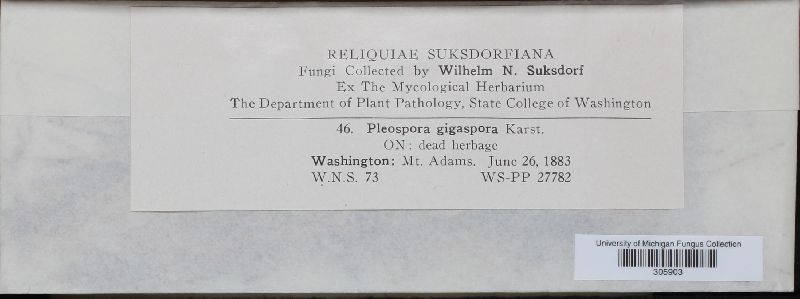 RELIQUIAE SUKSDORFIANA
Fungi Collected by Wilhelm N. Suksdorf
Ex The Mycological Herbarium
The Department of Plant Pathology, State College of Washington
46. Pleospora gigaspora Karst.
ON: dead herbage
Washington: Mt. Adams. June 26, 1883
W.N.S. 73 WS-PP 27782
University of Michigan Fungus Collection
305903